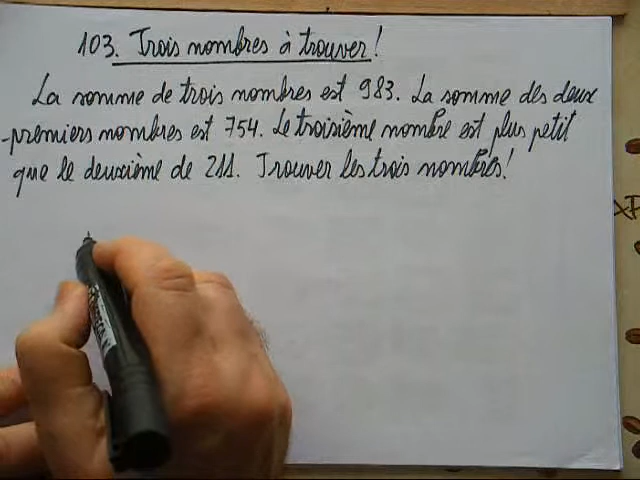 103. Trois nombres à trouver!
La somme de trois nombres est 983. La somme des deux
premiers nombres est 754. Le troisième nombre est plus petit
que le deuxième de 211. Trouver les trois nombres!